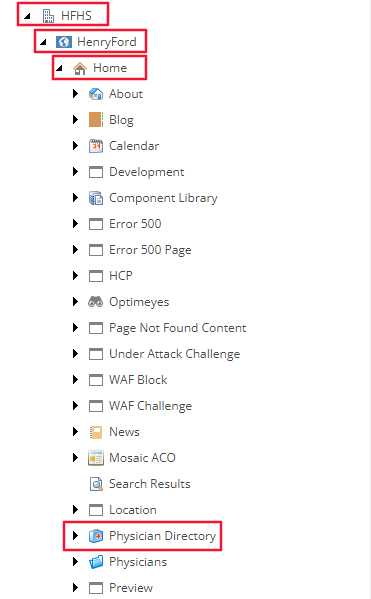 HFHS
HenryFord
Home
About
Blog
Calendar
Development
Component Library
Error 500
Error 500 Page
HCP
Optimeyes
Page Not Found Content
Under Attack Challenge
WAF Block
WAF Challenge
News
Mosaic ACO
Search Results
Location
Physician Directory
Physicians
Preview